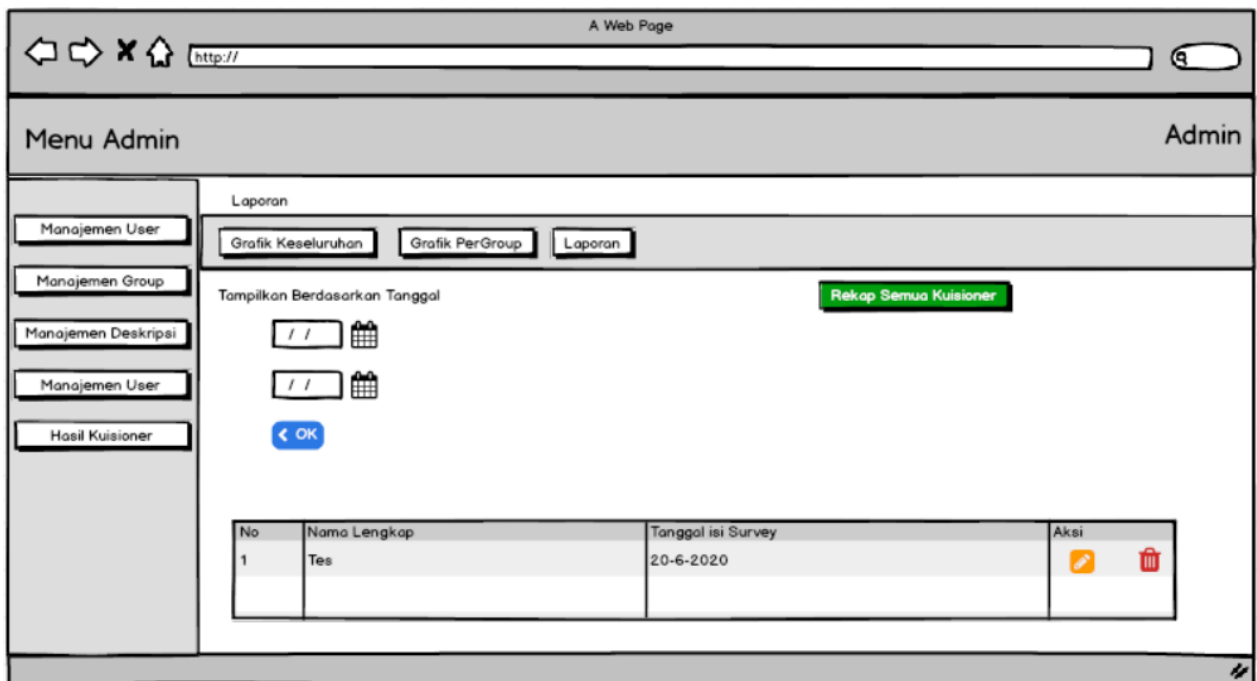 A Web Page
http://
Menu Admin
Admin
Manajemen User
Manajemen Group
Manajemen Deskripsi
Manajemen User
Hasil Kuisioner
Laporan
Grafik Keseluruhan
Grafik PerGroup
Laporan
Tampilkan Berdasarkan Tanggal
Rekap Semua Kuisioner
/ /
/ /
OK
No Nama Lengkap Tanggal isi Survey Aksi
1 Tes 20-6-2020